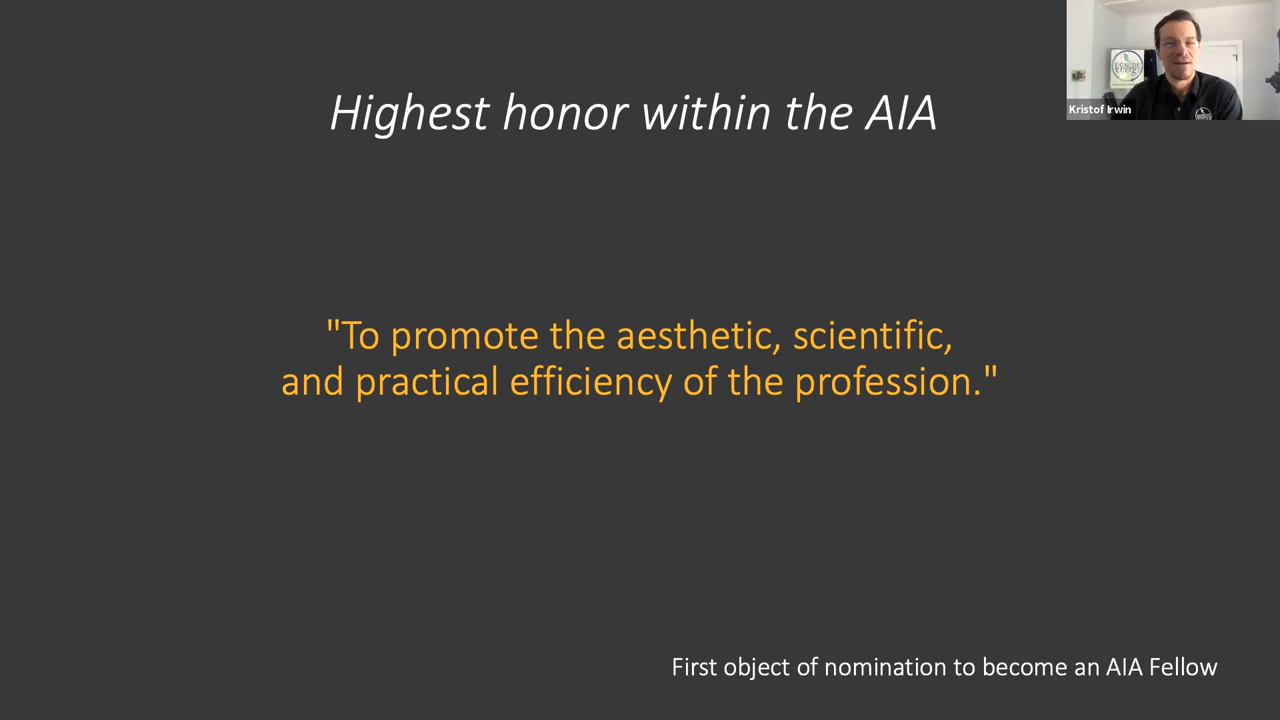 Highest honor within the AIA
Kristof Irwin
"To promote the aesthetic, scientific,
and practical efficiency of the profession."
First object of nomination to become an AIA Fellow